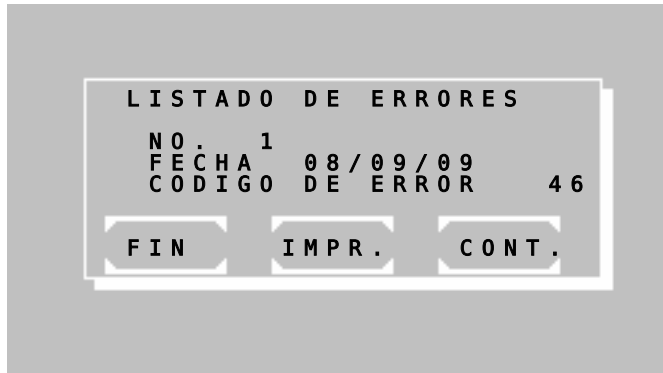 LISTADO DE ERRORES
NO. 1
FECHA 08/09/09
CODIGO DE ERROR 46
FIN IMPR. CONT.